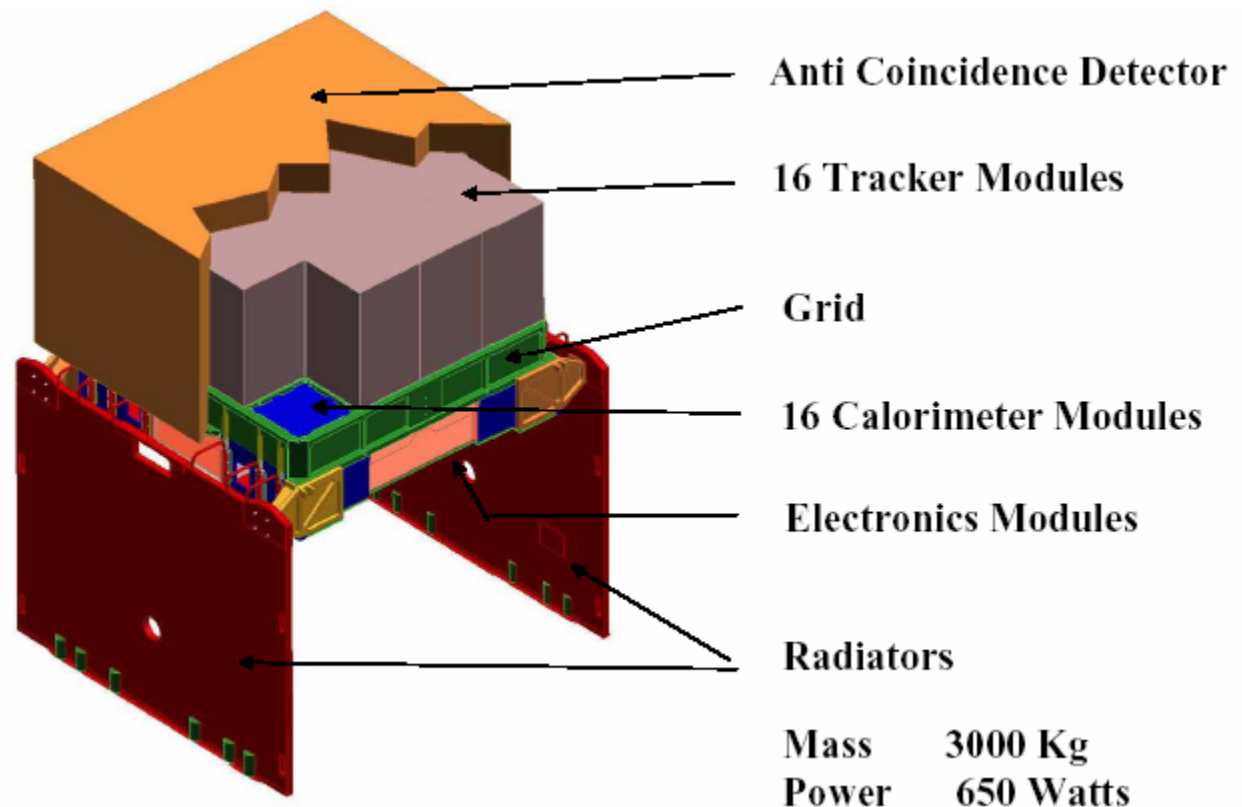 Anti Coincidence Detector
16 Tracker Modules
Grid
16 Calorimeter Modules
Electronics Modules
Radiators
Mass 3000 Kg
Power 650 Watts